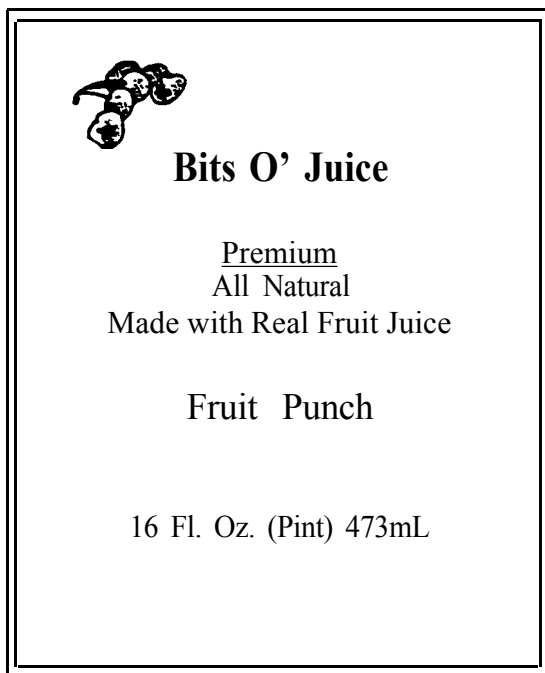 Bits O’ Juice
Premium
All Natural
Made with Real Fruit Juice
Fruit Punch
16 Fl. Oz. (Pint) 473mL